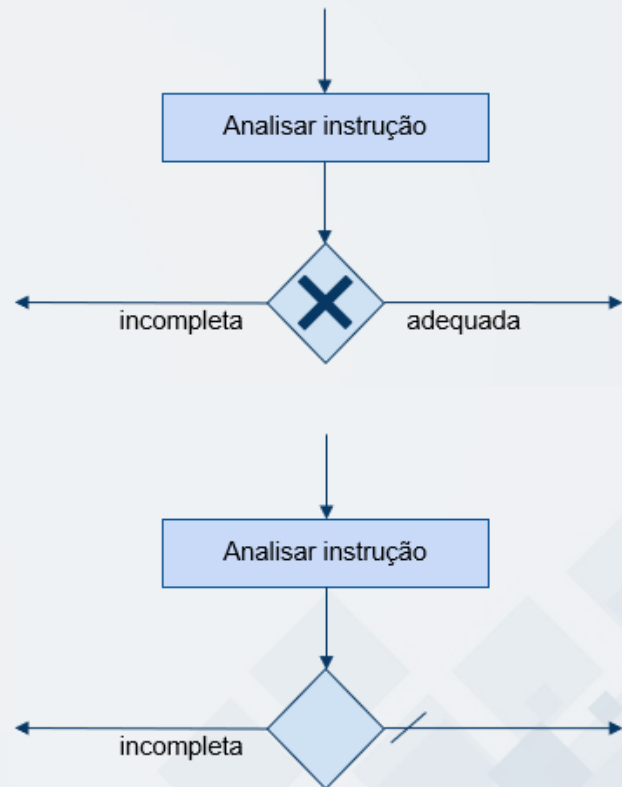 Analisar instrução
incompleta
adequada
Analisar instrução
incompleta